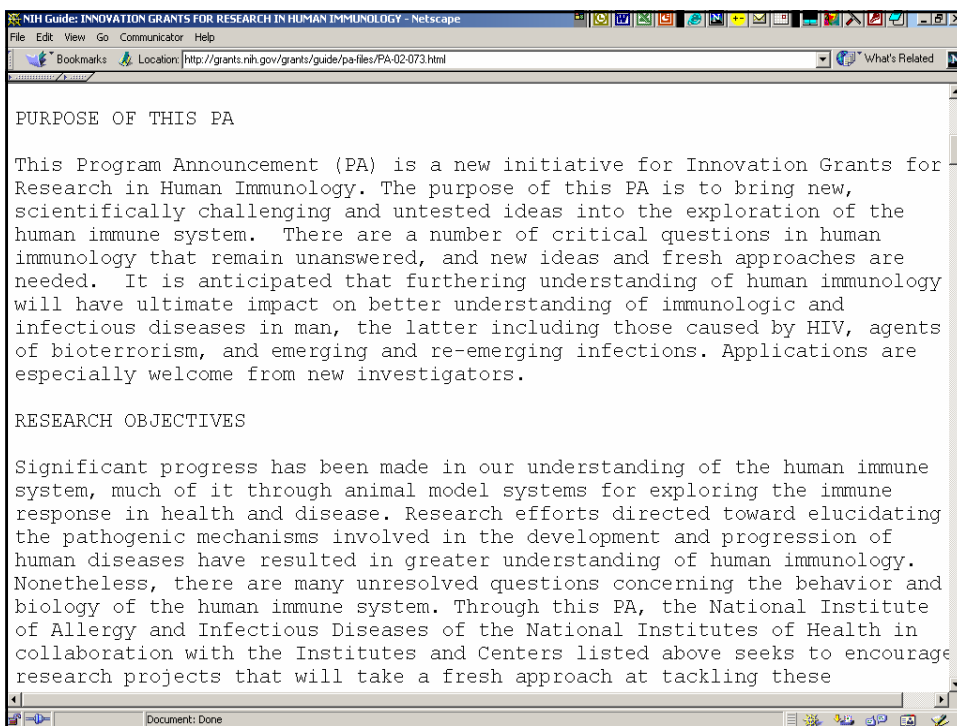 NIH Guide: INNOVATION GRANTS FOR RESEARCH IN HUMAN IMMUNOLOGY - Netscape
File Edit View Go Communicator Help
Bookmarks Location: http://grants.nih.gov/grants/guide/pa-files/PA-02-073.html What's Related
PURPOSE OF THIS PA
This Program Announcement (PA) is a new initiative for Innovation Grants for
Research in Human Immunology. The purpose of this PA is to bring new,
scientifically challenging and untested ideas into the exploration of the
human immune system.  There are a number of critical questions in human
immunology that remain unanswered, and new ideas and fresh approaches are
needed.  It is anticipated that furthering understanding of human immunology
will have ultimate impact on better understanding of immunologic and
infectious diseases in man, the latter including those caused by HIV, agents
of bioterrorism, and emerging and re-emerging infections. Applications are
especially welcome from new investigators.
RESEARCH OBJECTIVES
Significant progress has been made in our understanding of the human immune
system, much of it through animal model systems for exploring the immune
response in health and disease. Research efforts directed toward elucidating
the pathogenic mechanisms involved in the development and progression of
human diseases have resulted in greater understanding of human immunology.
Nonetheless, there are many unresolved questions concerning the behavior and
biology of the human immune system. Through this PA, the National Institute
of Allergy and Infectious Diseases of the National Institutes of Health in
collaboration with the Institutes and Centers listed above seeks to encourage
research projects that will take a fresh approach at tackling these
Document: Done